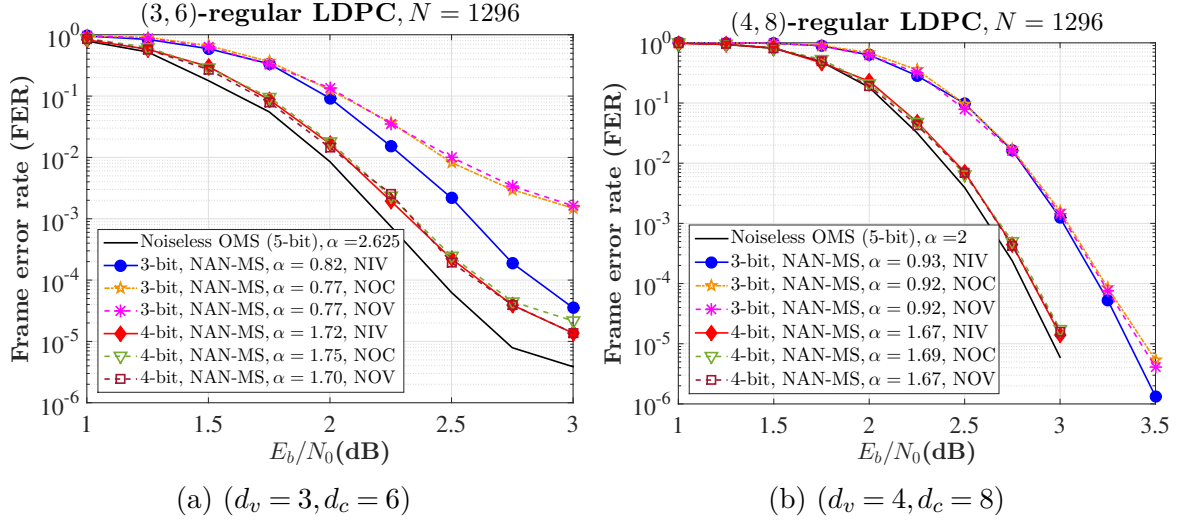 (3, 6)-regular LDPC, N = 1296
Frame error rate (FER)
10^0
10^-1
10^-2
10^-3
10^-4
10^-5
10^-6
Noiseless OMS (5-bit), α =2.625
3-bit, NAN-MS, α = 0.82, NIV
3-bit, NAN-MS, α = 0.77, NOC
3-bit, NAN-MS, α = 0.77, NOV
4-bit, NAN-MS, α = 1.72, NIV
4-bit, NAN-MS, α = 1.75, NOC
4-bit, NAN-MS, α = 1.70, NOV
1 1.5 2 2.5 3
E_b/N_0(dB)
(a) (d_v = 3, d_c = 6)
(4, 8)-regular LDPC, N = 1296
Frame error rate (FER)
10^0
10^-1
10^-2
10^-3
10^-4
10^-5
10^-6
Noiseless OMS (5-bit), α =2
3-bit, NAN-MS, α = 0.93, NIV
3-bit, NAN-MS, α = 0.92, NOC
3-bit, NAN-MS, α = 0.92, NOV
4-bit, NAN-MS, α = 1.67, NIV
4-bit, NAN-MS, α = 1.69, NOC
4-bit, NAN-MS, α = 1.67, NOV
1 1.5 2 2.5 3 3.5
E_b/N_0(dB)
(b) (d_v = 4, d_c = 8)